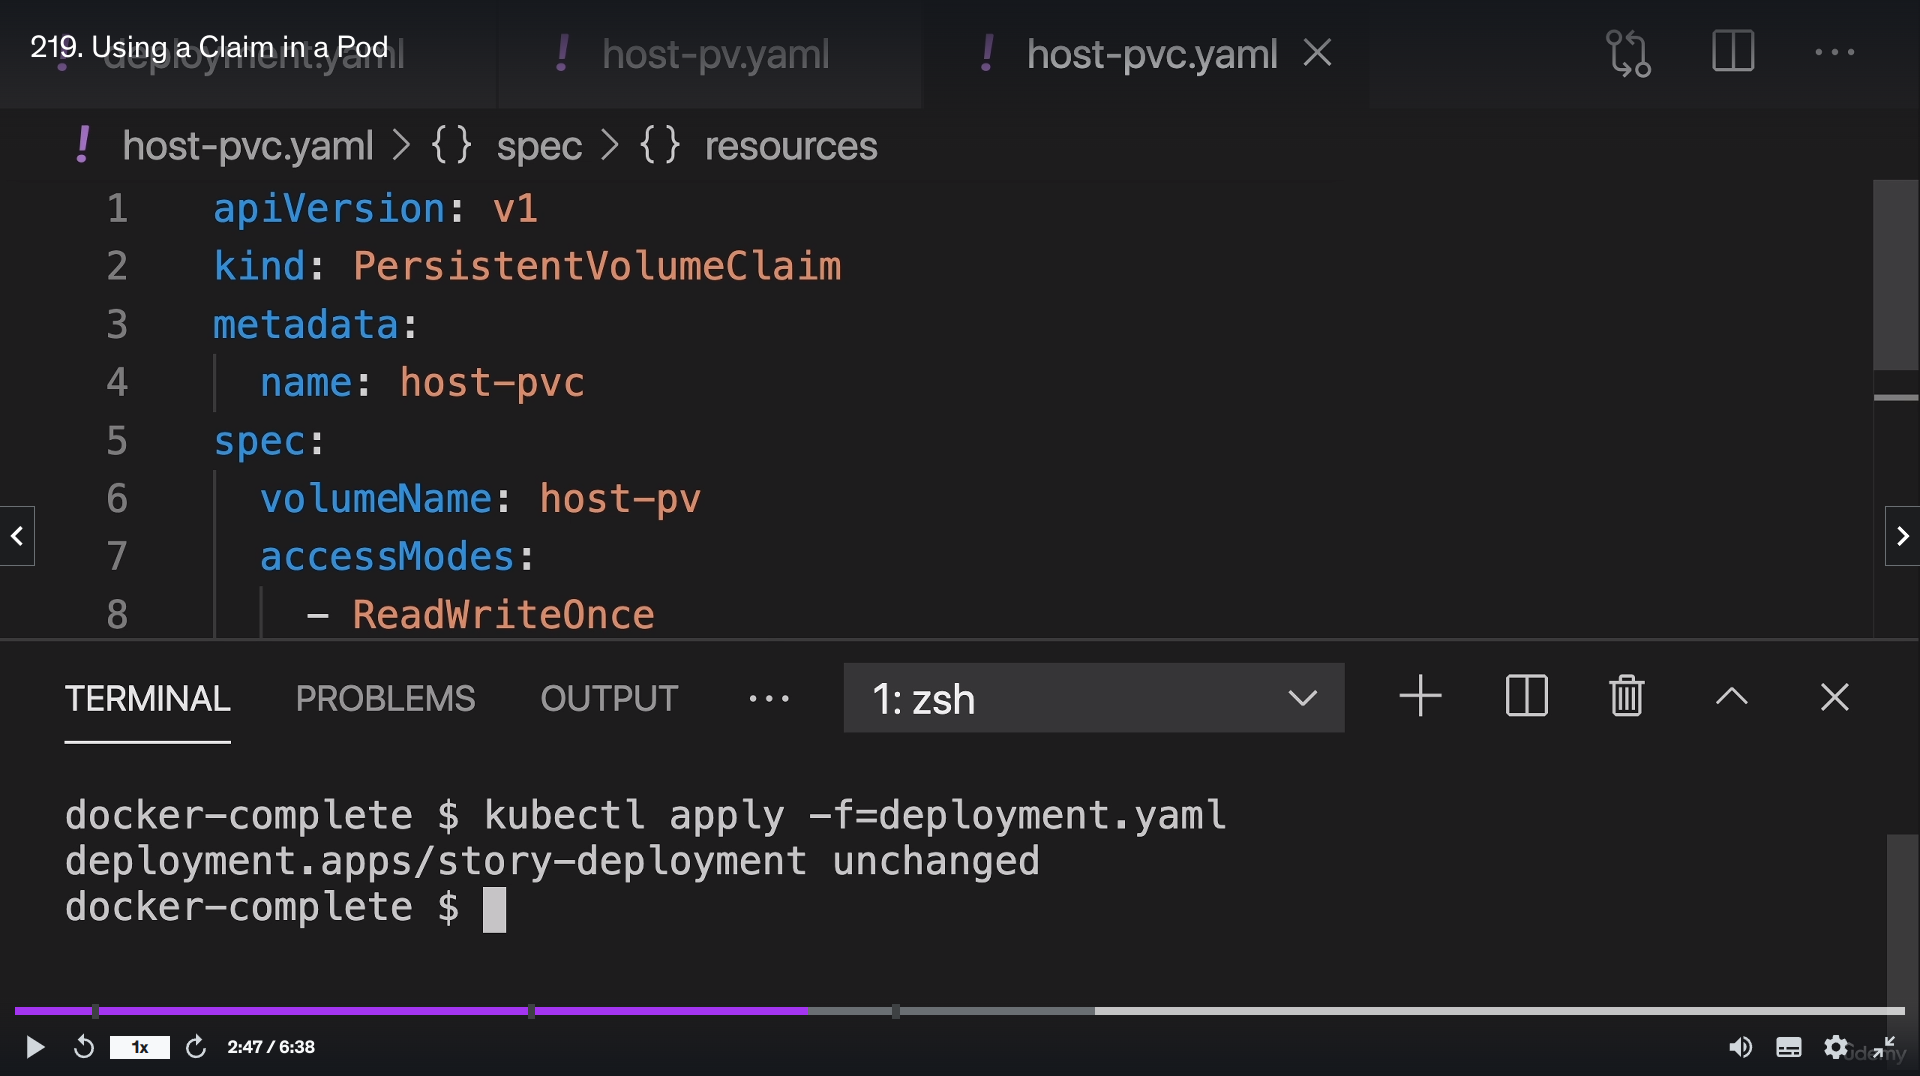 219. Using a Claim in a Pod
! deployment.yaml ! host-pv.yaml ! host-pvc.yaml
! host-pvc.yaml > {} spec > {} resources
1 apiVersion: v1
2 kind: PersistentVolumeClaim
3 metadata:
4 name: host-pvc
5 spec:
6 volumeName: host-pv
7 accessModes:
8 - ReadWriteOnce
TERMINAL PROBLEMS OUTPUT ··· 1: zsh
docker-complete $ kubectl apply -f=deployment.yaml
deployment.apps/story-deployment unchanged
docker-complete $
1x 2:47 / 6:38
udemy